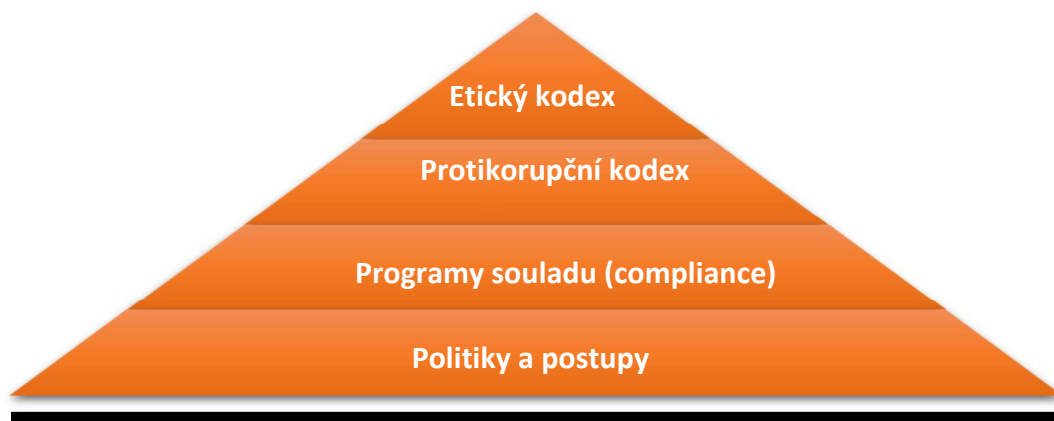 Etický kodex
Protikorupční kodex
Programy souladu (compliance)
Politiky a postupy